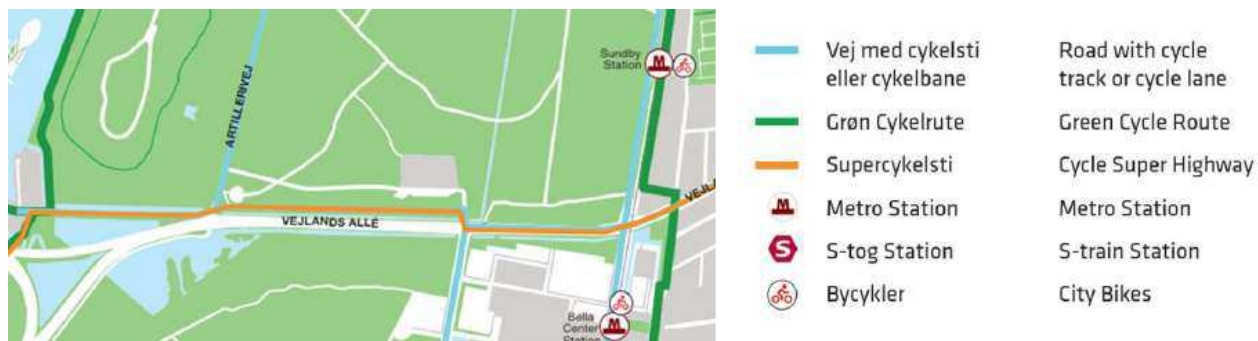 Sundby
Station
M
ARTILLERIVEJ
VEJLANDS ALLÉ
VEJLA
Bella
Center
Station
M
Vej med cykelsti
eller cykelbane
Road with cycle
track or cycle lane
Grøn Cykelrute
Green Cycle Route
Supercykelsti
Cycle Super Highway
M
Metro Station
Metro Station
S
S-tog Station
S-train Station
Bycykler
City Bikes